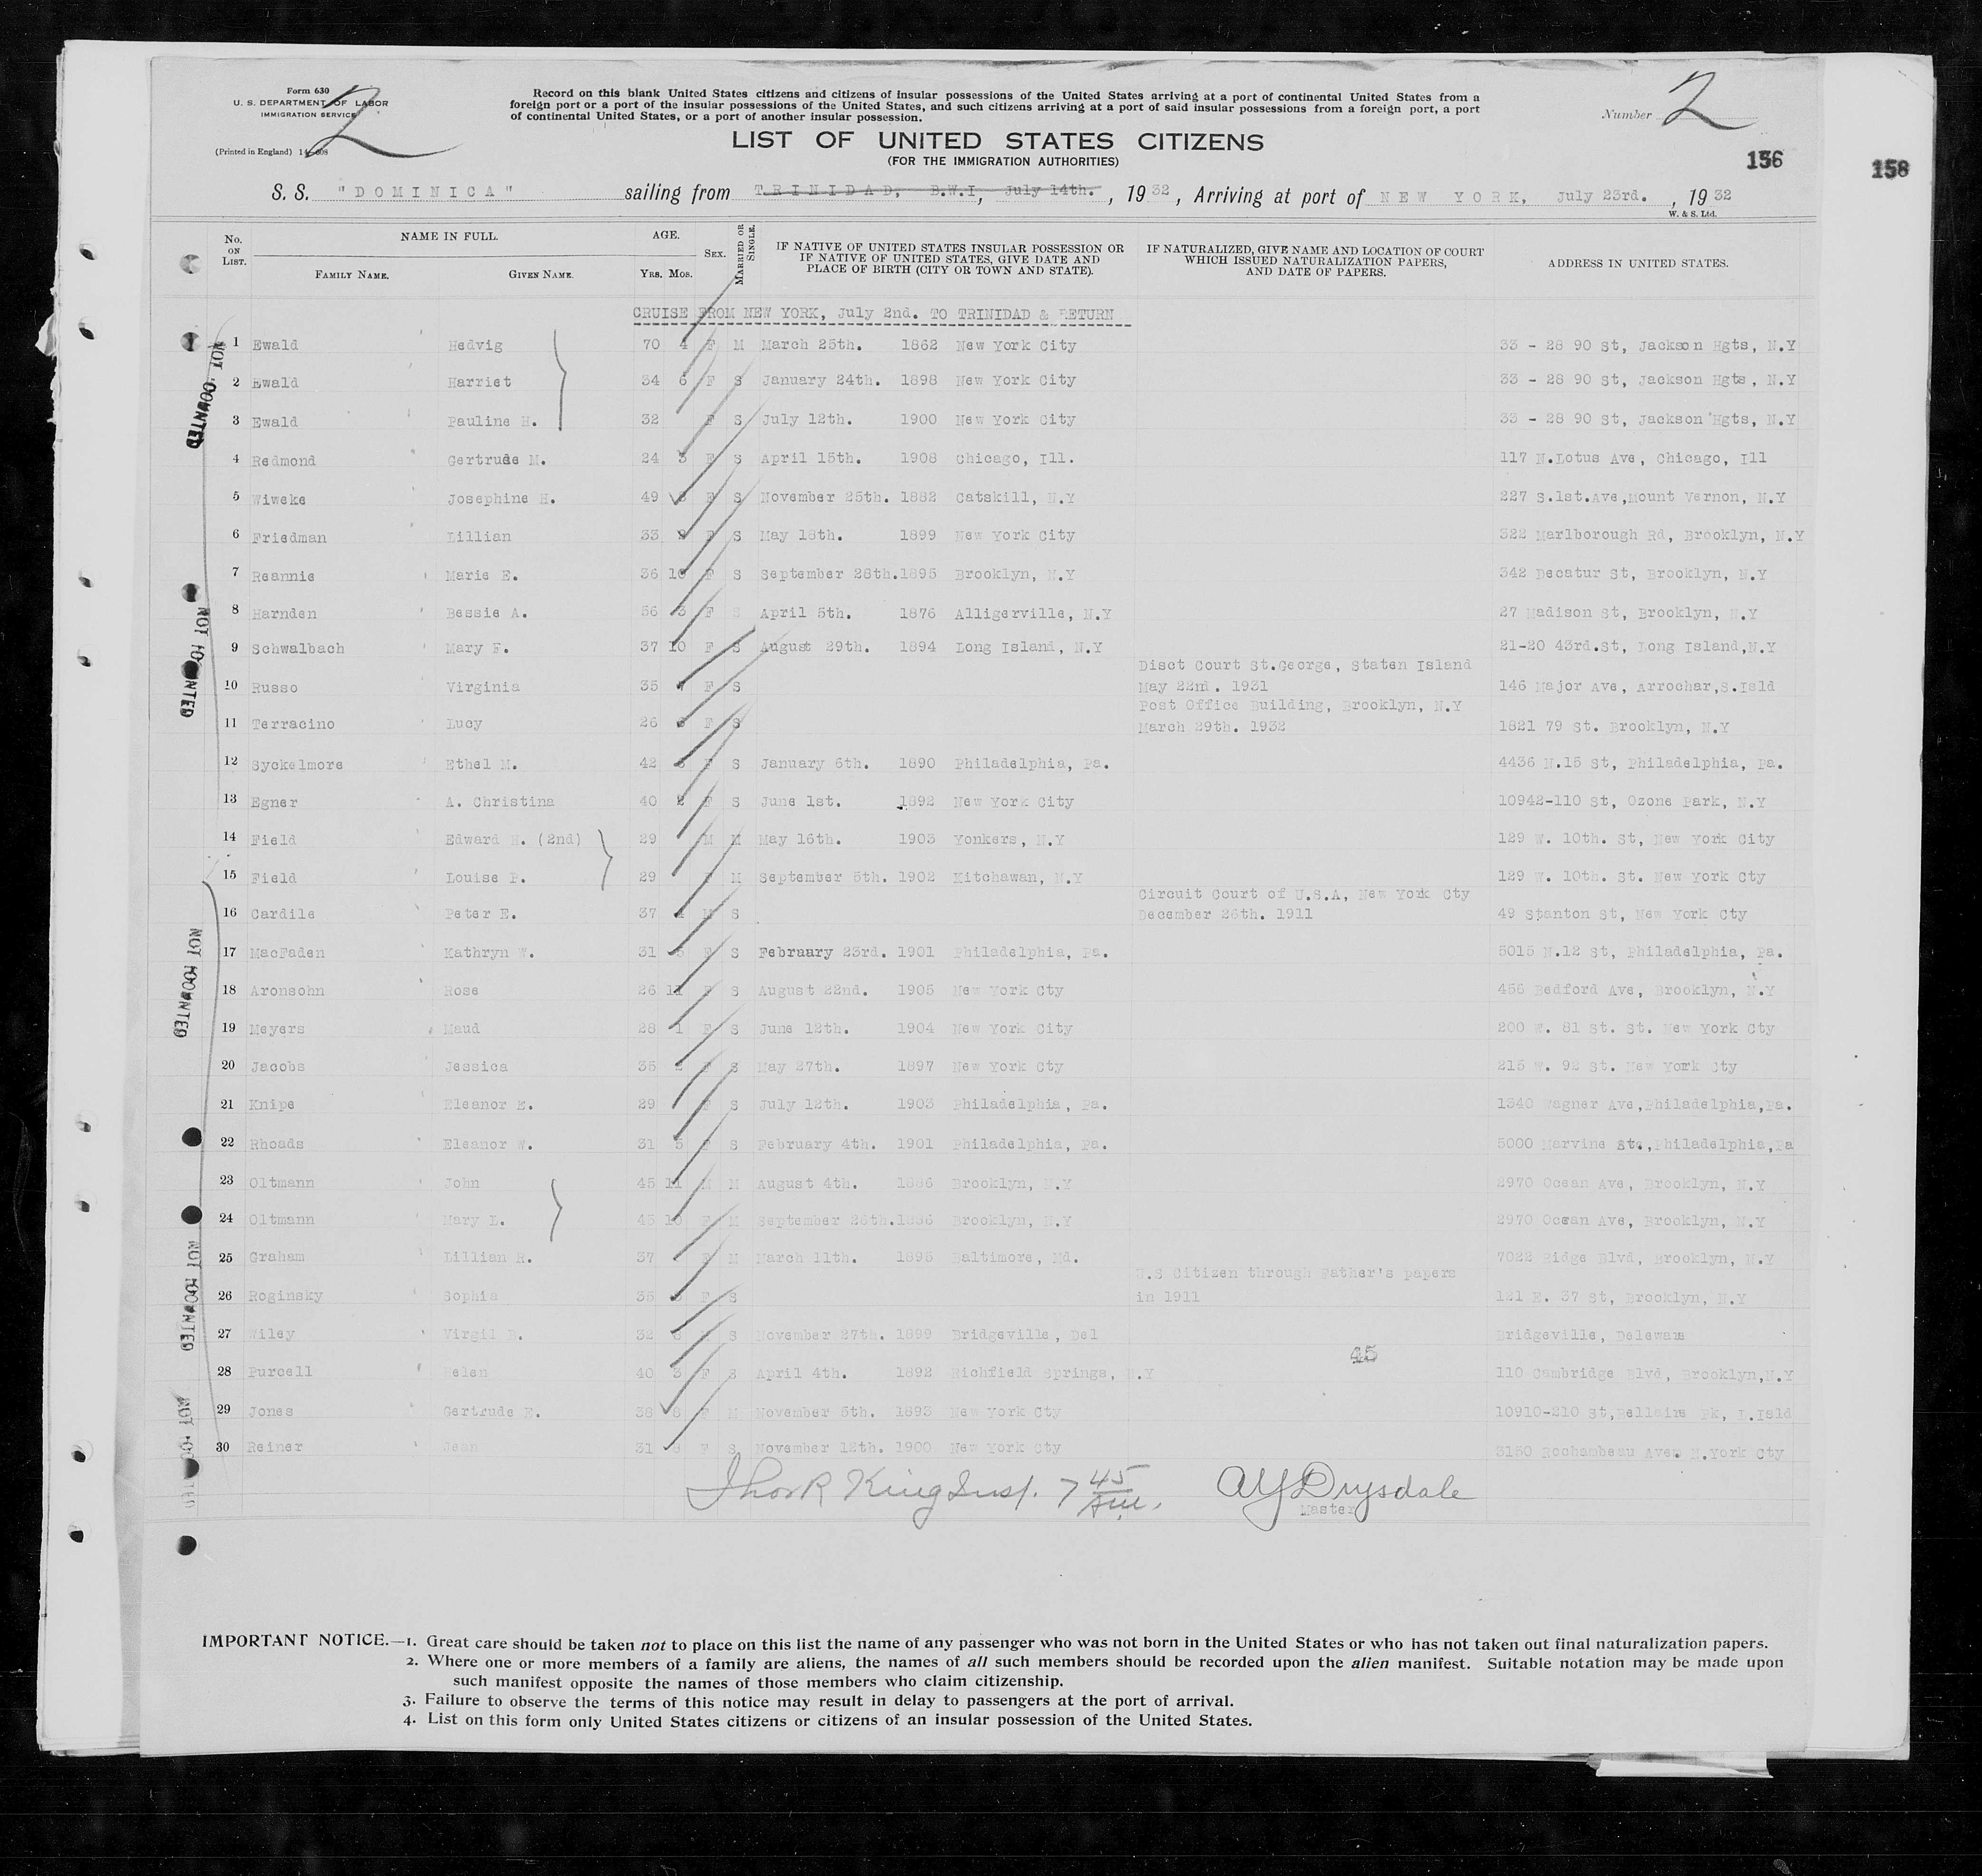 Form 630
U. S. DEPARTMENT OF LABOR
IMMIGRATION SERVICE
(Printed in England)
2
Record on this blank United States citizens and citizens of insular possessions of the United States arriving at a port of continental United States from a
foreign port or a port of the insular possessions of the United States, and such citizens arriving at a port of said insular possessions from a foreign port, a port
of continental United States, or a port of another insular possession.
Number 2
LIST OF UNITED STATES CITIZENS
(FOR THE IMMIGRATION AUTHORITIES)
136
158
S. S. "DOMINICA" sailing from TRINIDAD, B.W.I, July 14th. , 1932 , Arriving at port of NEW YORK, July 23rd. , 1932
W. & S. Ltd.
No. ON LIST. NAME IN FULL. FAMILY NAME. GIVEN NAME. AGE. YRS. MOS. SEX. MARRIED OR SINGLE. IF NATIVE OF UNITED STATES INSULAR POSSESSION OR IF NATIVE OF UNITED STATES, GIVE DATE AND PLACE OF BIRTH (CITY OR TOWN AND STATE). IF NATURALIZED, GIVE NAME AND LOCATION OF COURT WHICH ISSUED NATURALIZATION PAPERS, AND DATE OF PAPERS. ADDRESS IN UNITED STATES.
CRUISE FROM NEW YORK, July 2nd. TO TRINIDAD & RETURN
1 Ewald Hedvig 70 4 F M March 25th. 1862 New York City 33 - 28 90 St, Jackson Hgts, N.Y
2 Ewald Harriet 34 6 F S January 24th. 1898 New York City 33 - 28 90 St, Jackson Hgts, N.Y
3 Ewald Pauline H. 32 F S July 12th. 1900 New York City 33 - 28 90 St, Jackson Hgts, N.Y
4 Redmond Gertrude M. 24 3 F S April 15th. 1908 Chicago, Ill. 117 N.Lotus Ave, Chicago, Ill
5 Wiweke Josephine H. 49 F S November 25th. 1882 Catskill, N.Y 227 S.1st.Ave,Mount Vernon, N.Y
6 Friedman Lillian 33 F S May 18th. 1899 New York City 322 Marlborough Rd, Brooklyn, N.Y
7 Reannie Marie E. 36 10 F S September 28th.1895 Brooklyn, N.Y 342 Decatur St, Brooklyn, N.Y
8 Harnden Bessie A. 56 3 F S April 5th. 1876 Alligerville, N.Y 27 Madison St, Brooklyn, N.Y
9 Schwalbach Mary F. 37 10 F S August 29th. 1894 Long Island, N.Y 21-20 43rd.St, Long Island,N.Y
Disct Court St.George, Staten Island
10 Russo Virginia 35 F S May 22nd. 1931 146 Major Ave, Arrochar,S.Isld
Post Office Building, Brooklyn, N.Y
11 Terracino Lucy 26 F S March 29th. 1932 1821 79 St. Brooklyn, N.Y
12 Syckelmore Ethel M. 42 F S January 6th. 1890 Philadelphia, Pa. 4436 N.15 St, Philadelphia, Pa.
13 Egner A. Christina 40 F S June 1st. 1892 New York City 10942-110 St, Ozone Park, N.Y
14 Field Edward H. (2nd) 29 M M May 16th. 1903 Yonkers, N.Y 129 W. 10th. St, New York City
15 Field Louise P. 29 F M September 5th. 1902 Kitchawan, N.Y 129 W. 10th. St. New York Cty
Circuit Court of U.S.A, New York Cty
16 Cardile Peter E. 37 4 M S December 26th. 1911 49 Stanton St, New York Cty
17 MacFaden Kathryn W. 31 5 F S Febraary 23rd. 1901 Philadelphia, Pa. 5015 N.12 St, Philadelphia, Pa.
18 Aronsohn Rose 26 11 F S August 22nd. 1905 New York Cty 456 Bedford Ave, Brooklyn, N.Y
19 Meyers Maud 28 1 F S June 12th. 1904 New York City 200 W. 81 St. St. New York Cty
20 Jacobs Jessica 35 2 F S May 27th. 1897 New York Cty 215 W. 92 St. New York Cty
21 Knipe Eleanor E. 29 F S July 12th. 1903 Philadelphia, Pa. 1340 Wagner Ave,Philadelphia,Pa.
22 Rhoads Eleanor W. 31 5 F S February 4th. 1901 Philadelphia, Pa. 5000 Marvine Sts.,Philadelphia,Pa
23 Oltmann John 45 11 M M August 4th. 1886 Brooklyn, N.Y 2970 Ocean Ave, Brooklyn, N.Y
24 Oltmann Mary L. 45 10 F M September 26th.1886 Brooklyn, N.Y 2970 Ocean Ave, Brooklyn, N.Y
25 Graham Lillian R. 37 F M March 11th. 1895 Baltimore, Md. 7022 Ridge Blvd, Brooklyn, N.Y
U.S Citizen through Father's papers
26 Roginsky Sophia 35 F S in 1911 121 E. 37 St, Brooklyn, N.Y
27 Wiley Virgil B. 32 S November 27th. 1899 Bridgeville, Del Bridgeville, Deleware
45
28 Purcell Helen 40 3 F S April 4th. 1892 Richfield Springs, N.Y 110 Cambridge Blvd, Brooklyn,N.Y
29 Jones Gertrude E. 38 8 F M November 5th. 1893 New York Cty 10910-210 St,Bellaire Pk, L.Isld
30 Reiner Jean 31 8 F S November 12th. 1900 New York Cty 3150 Rochambeau Ave. N.York Cty
NOT COUNTED
NOT COUNTED
NOT COUNTED
NOT COUNTED
NOT COUNTED
Thos R King Insp. 7 45 Am.
A Y Drysdale
Master
IMPORTANT NOTICE.—1. Great care should be taken not to place on this list the name of any passenger who was not born in the United States or who has not taken out final naturalization papers.
2. Where one or more members of a family are aliens, the names of all such members should be recorded upon the alien manifest. Suitable notation may be made upon
such manifest opposite the names of those members who claim citizenship.
3. Failure to observe the terms of this notice may result in delay to passengers at the port of arrival.
4. List on this form only United States citizens or citizens of an insular possession of the United States.